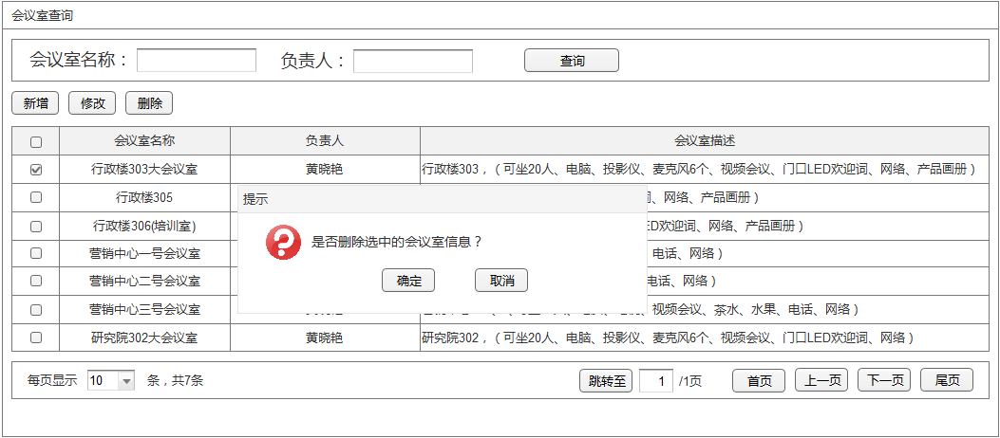 会议室查询
会议室名称： 负责人： 查询
新增 修改 删除
会议室名称 负责人 会议室描述
行政楼303大会议室 黄晓艳 行政楼303，（可坐20人、电脑、投影仪、麦克风6个、视频会议、门口LED欢迎词、网络、产品画册）
行政楼305 、网络、产品画册）
提示
行政楼306(培训室) ED欢迎词、网络、产品画册）
是否删除选中的会议室信息？
营销中心一号会议室 电话、网络）
营销中心二号会议室 电话、网络）
确定 取消
营销中心三号会议室 视频会议、茶水、水果、电话、网络）
研究院302大会议室 黄晓艳 研究院302，（可坐20人、电脑、投影仪、麦克风6个、视频会议、门口LED欢迎词、网络）
每页显示 10 条，共7条 跳转至 1 /1页 首页 上一页 下一页 尾页